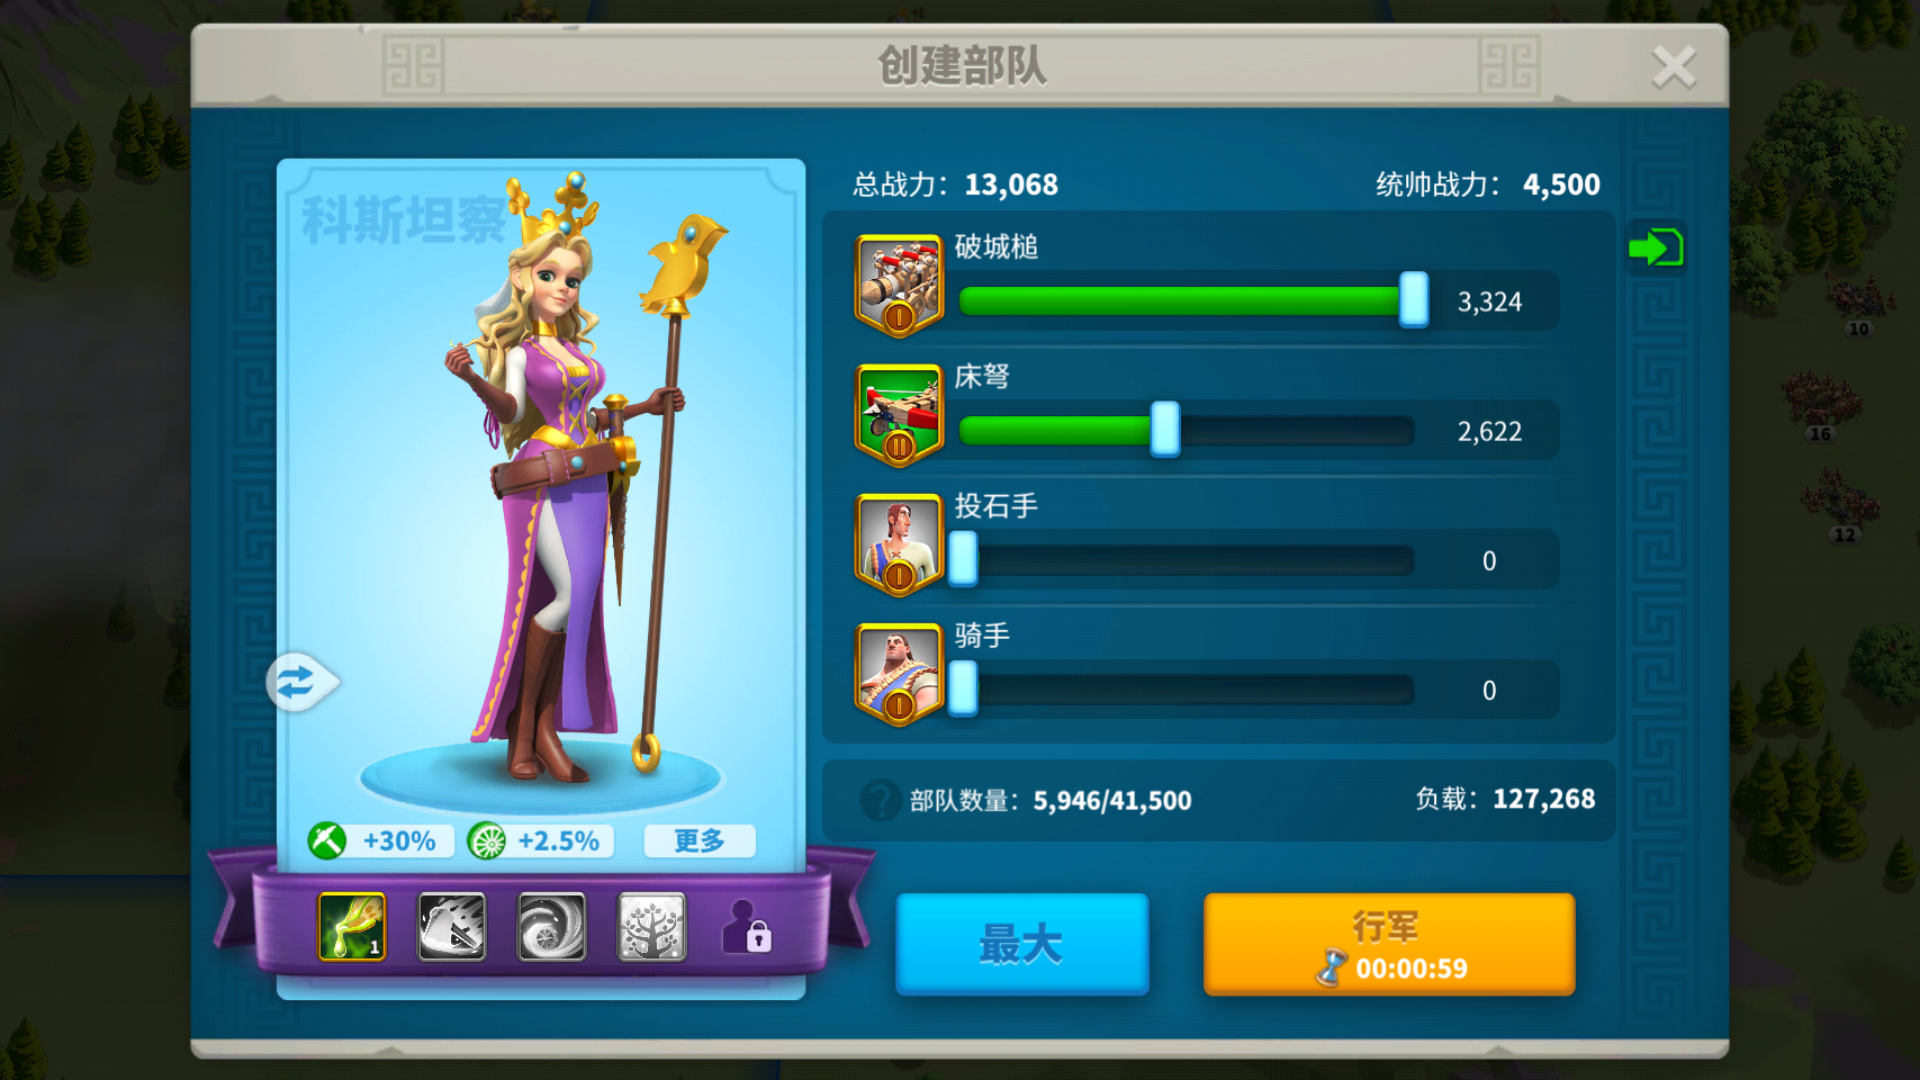 创建部队
科斯坦察
总战力： 13,068
统帅战力： 4,500
破城槌
3,324
床弩
2,622
投石手
0
骑手
0
部队数量： 5,946/41,500
负载： 127,268
+30%
+2.5%
更多
1
最大
行军
00:00:59
10
16
12